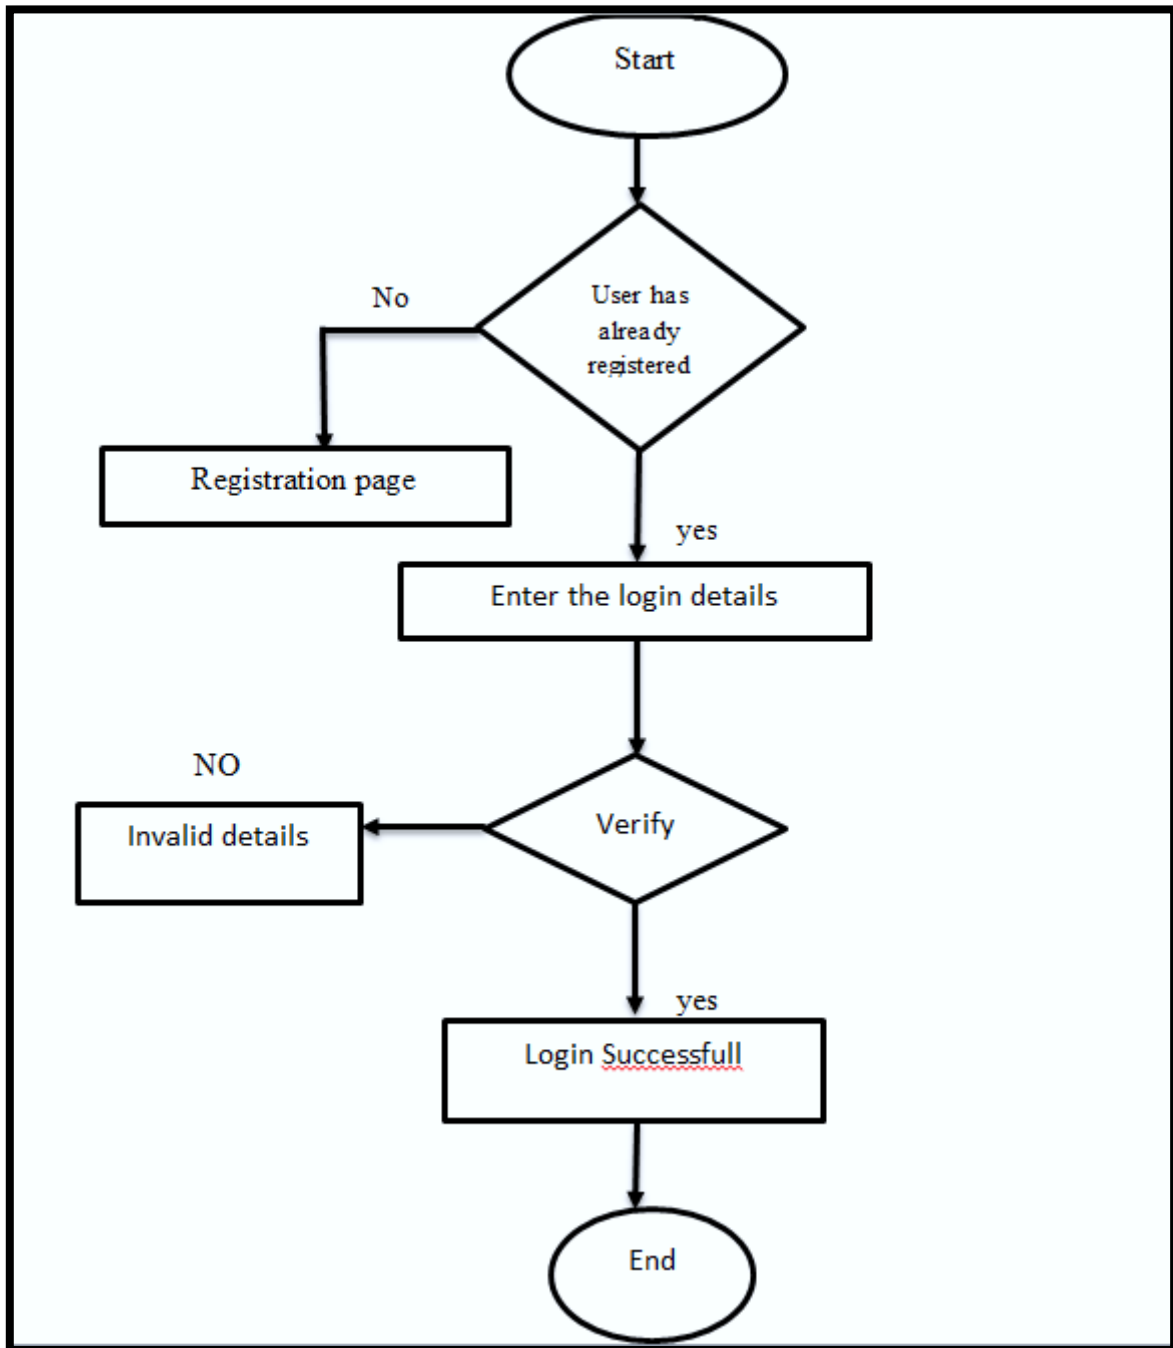 Start
No
User has
already
registered
Registration page
yes
Enter the login details
NO
Verify
Invalid details
yes
Login Successfull
End